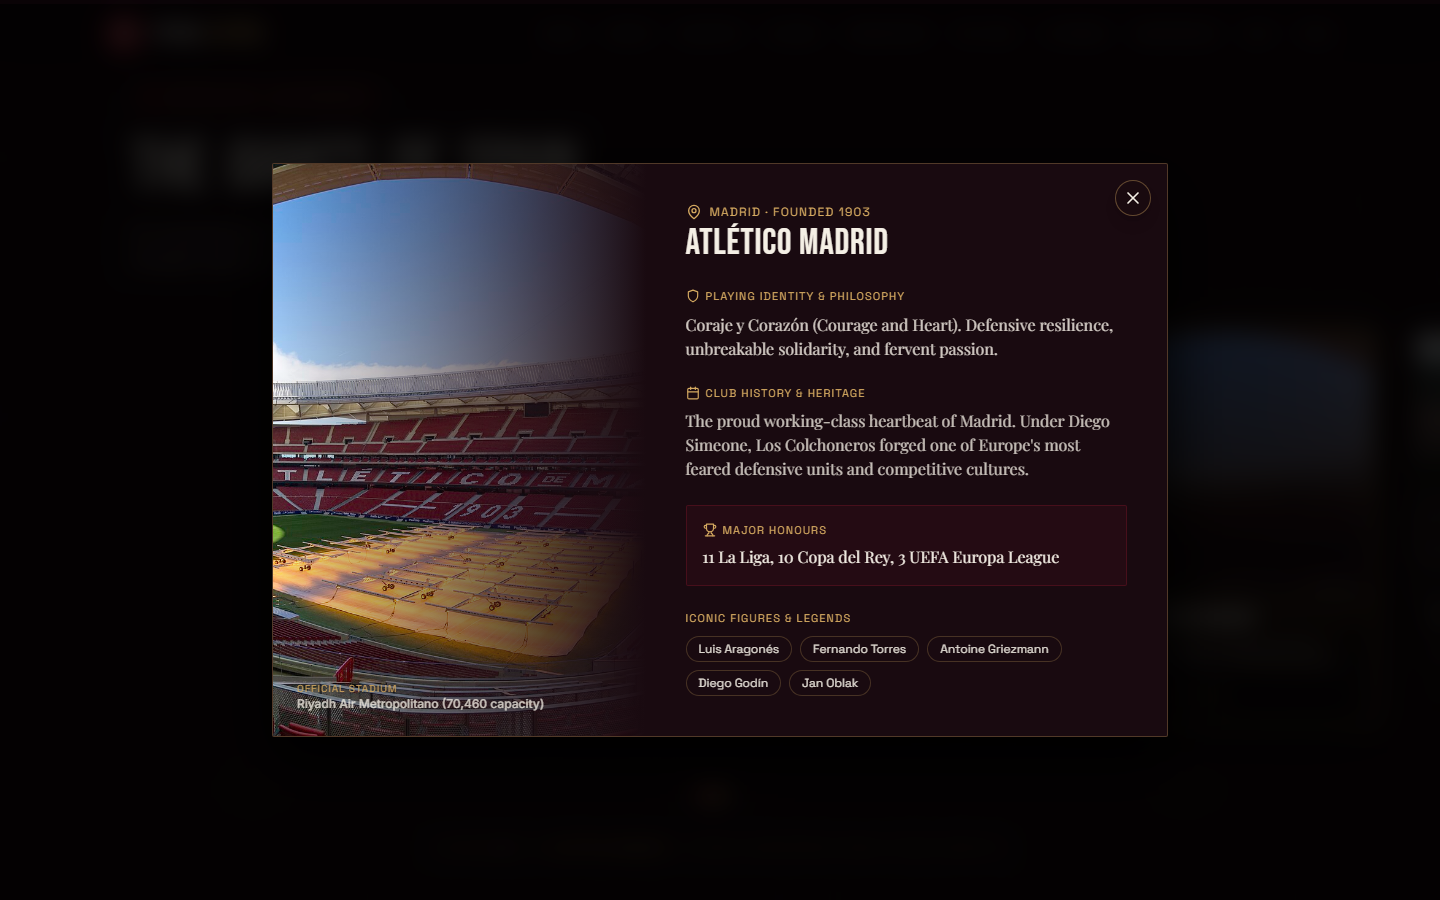 MADRID · FOUNDED 1903
ATLÉTICO MADRID
PLAYING IDENTITY & PHILOSOPHY
Coraje y Corazón (Courage and Heart). Defensive resilience,
unbreakable solidarity, and fervent passion.
CLUB HISTORY & HERITAGE
The proud working-class heartbeat of Madrid. Under Diego
Simeone, Los Colchoneros forged one of Europe's most
feared defensive units and competitive cultures.
MAJOR HONOURS
11 La Liga, 10 Copa del Rey, 3 UEFA Europa League
ICONIC FIGURES & LEGENDS
Luis Aragonés
Fernando Torres
Antoine Griezmann
Diego Godín
Jan Oblak
TLÉTICO DE M
1903
OFFICIAL STADIUM
Riyadh Air Metropolitano (70,460 capacity)